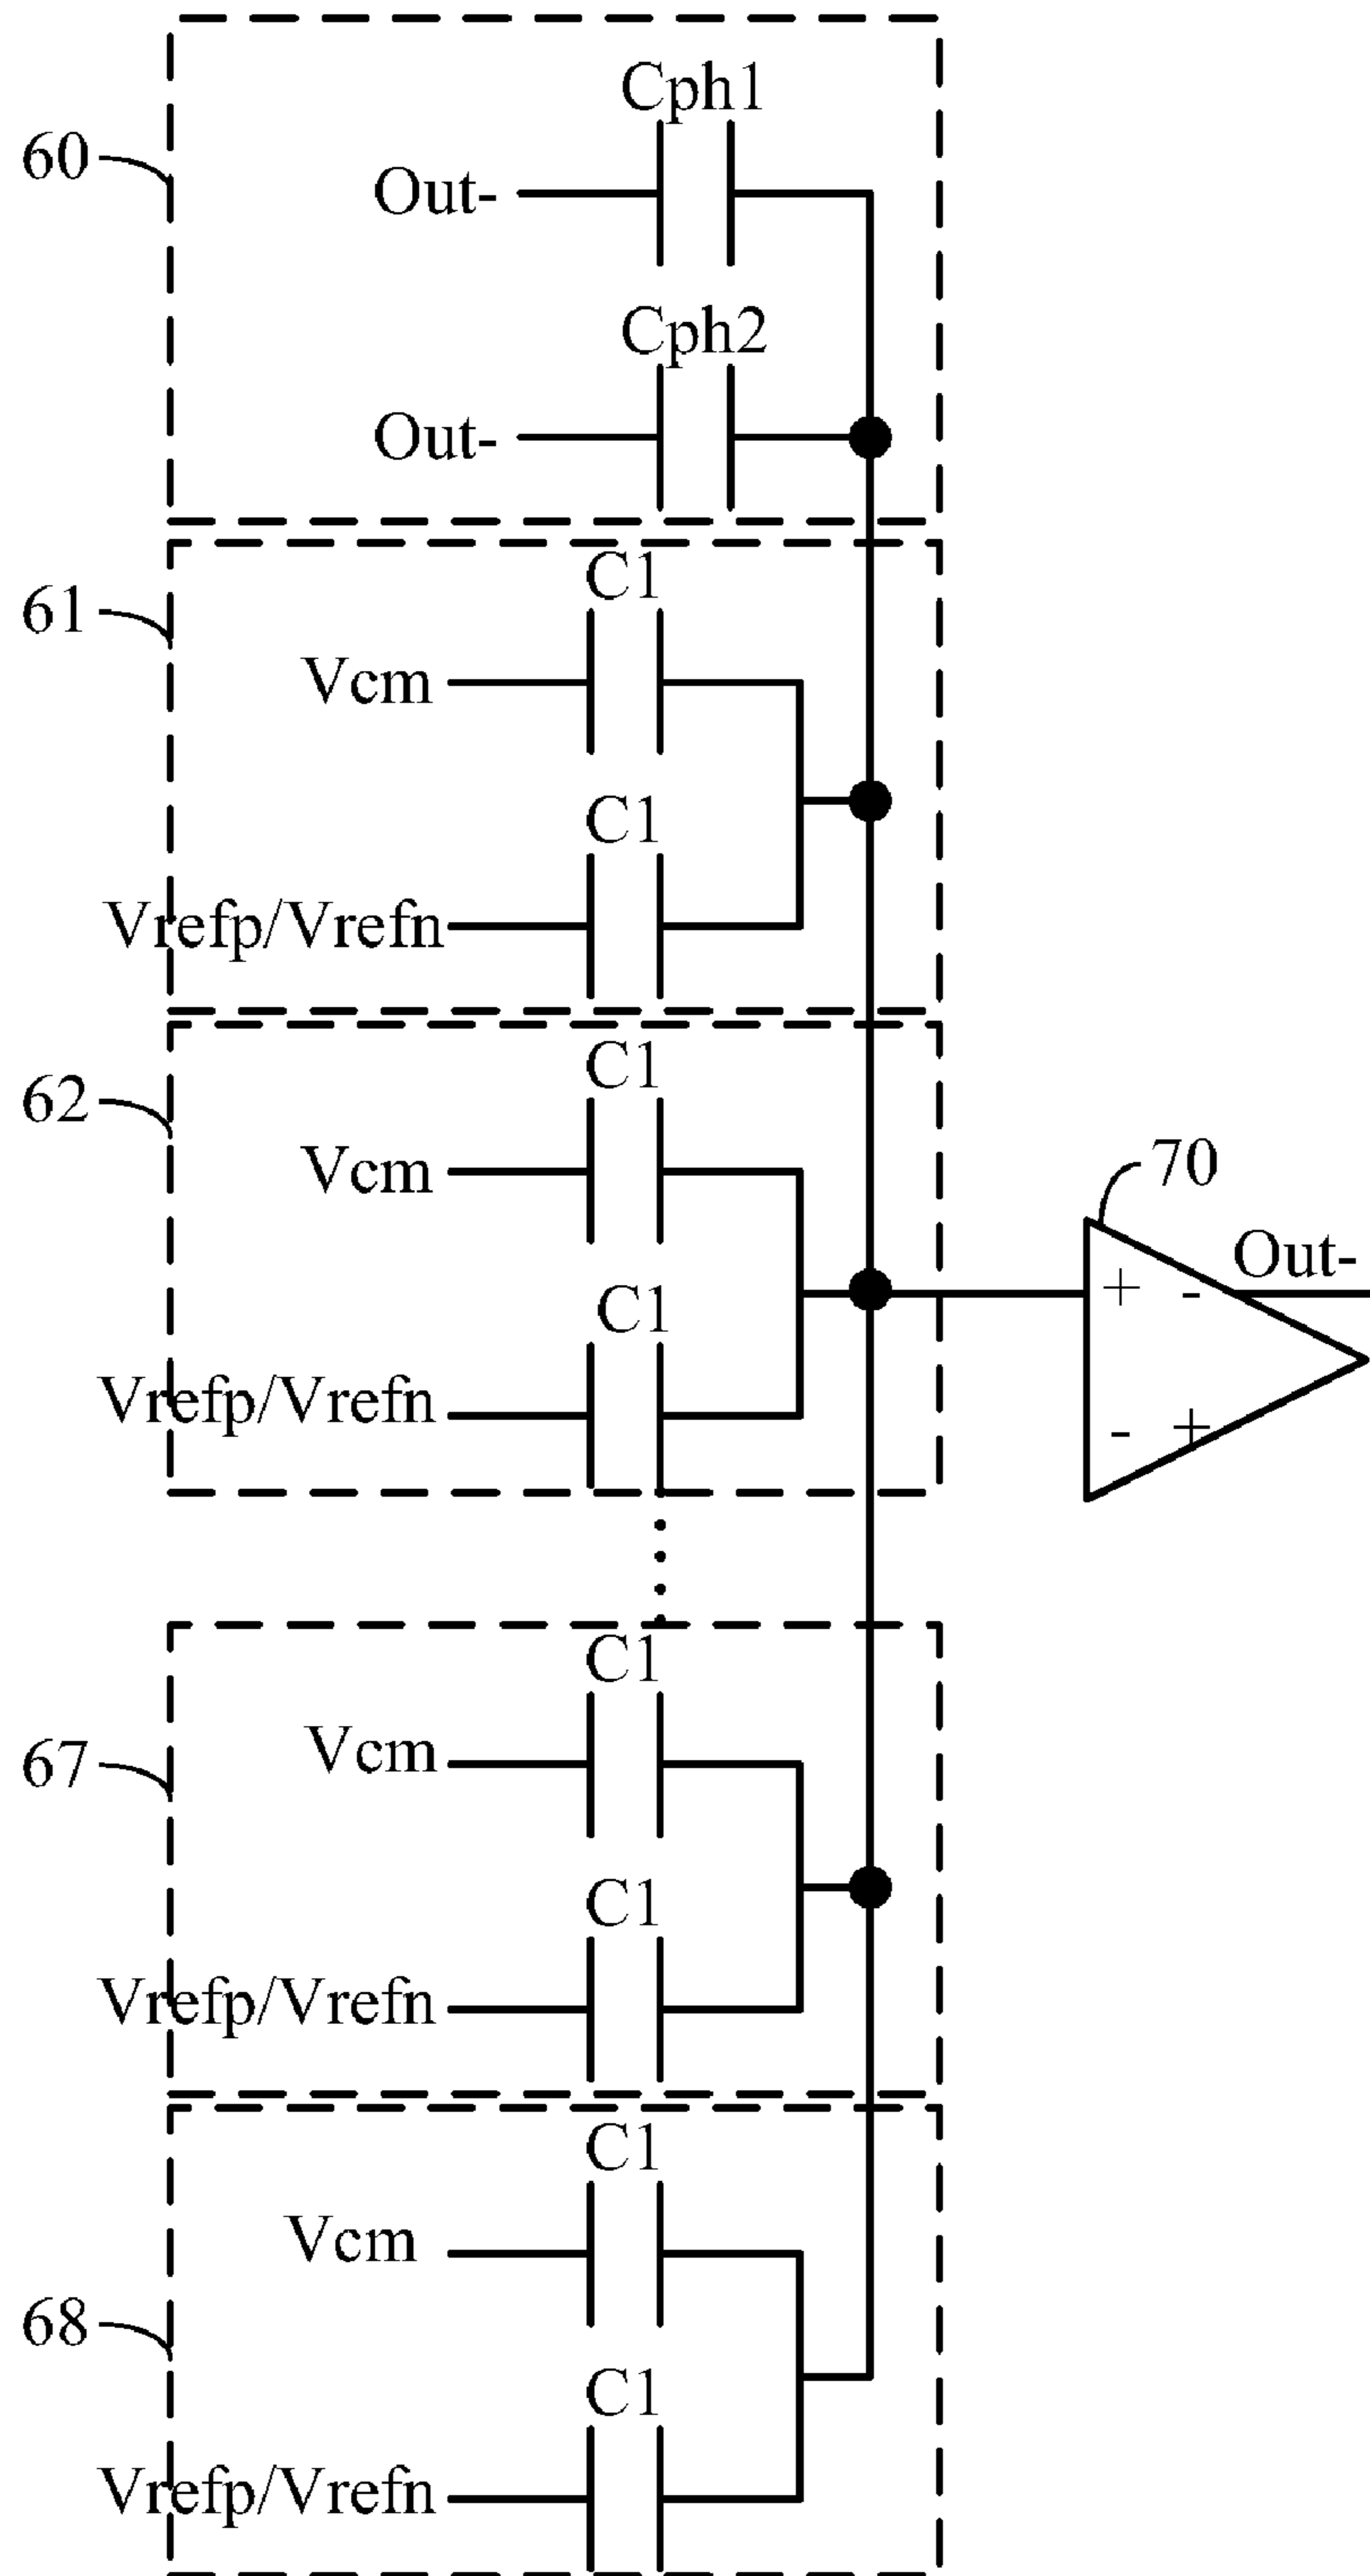 Cph1
60
Out-
Cph2
Out-
C1
61
Vcm
C1
Vrefp/Vrefn
C1
62
Vcm
70
Out-
+ -
C1
Vrefp/Vrefn
- +
C1
67
Vcm
C1
Vrefp/Vrefn
C1
Vcm
68
C1
Vrefp/Vrefn